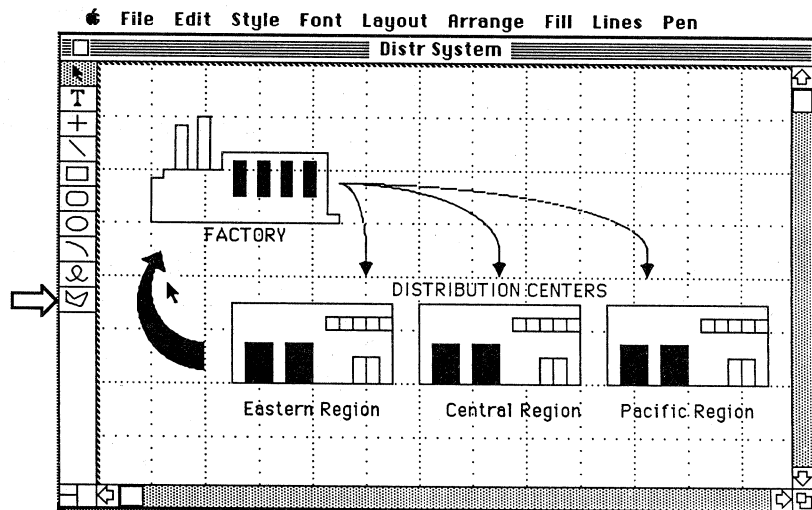 File Edit Style Font Layout Arrange Fill Lines Pen
Distr System
T
FACTORY
DISTRIBUTION CENTERS
Eastern Region Central Region Pacific Region